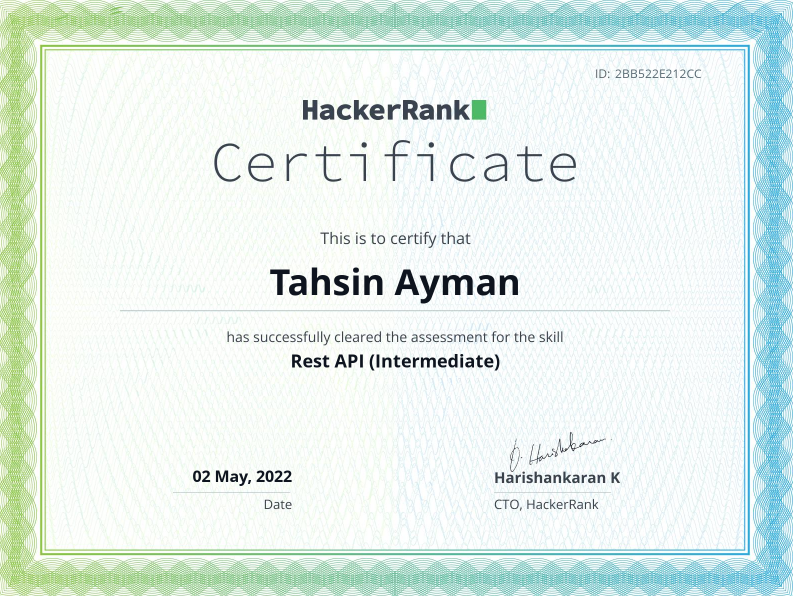 ID: 2BB522E212CC
HackerRank
Certificate
This is to certify that
Tahsin Ayman
has successfully cleared the assessment for the skill
Rest API (Intermediate)
02 May, 2022
Date
Harishankaran K
CTO, HackerRank